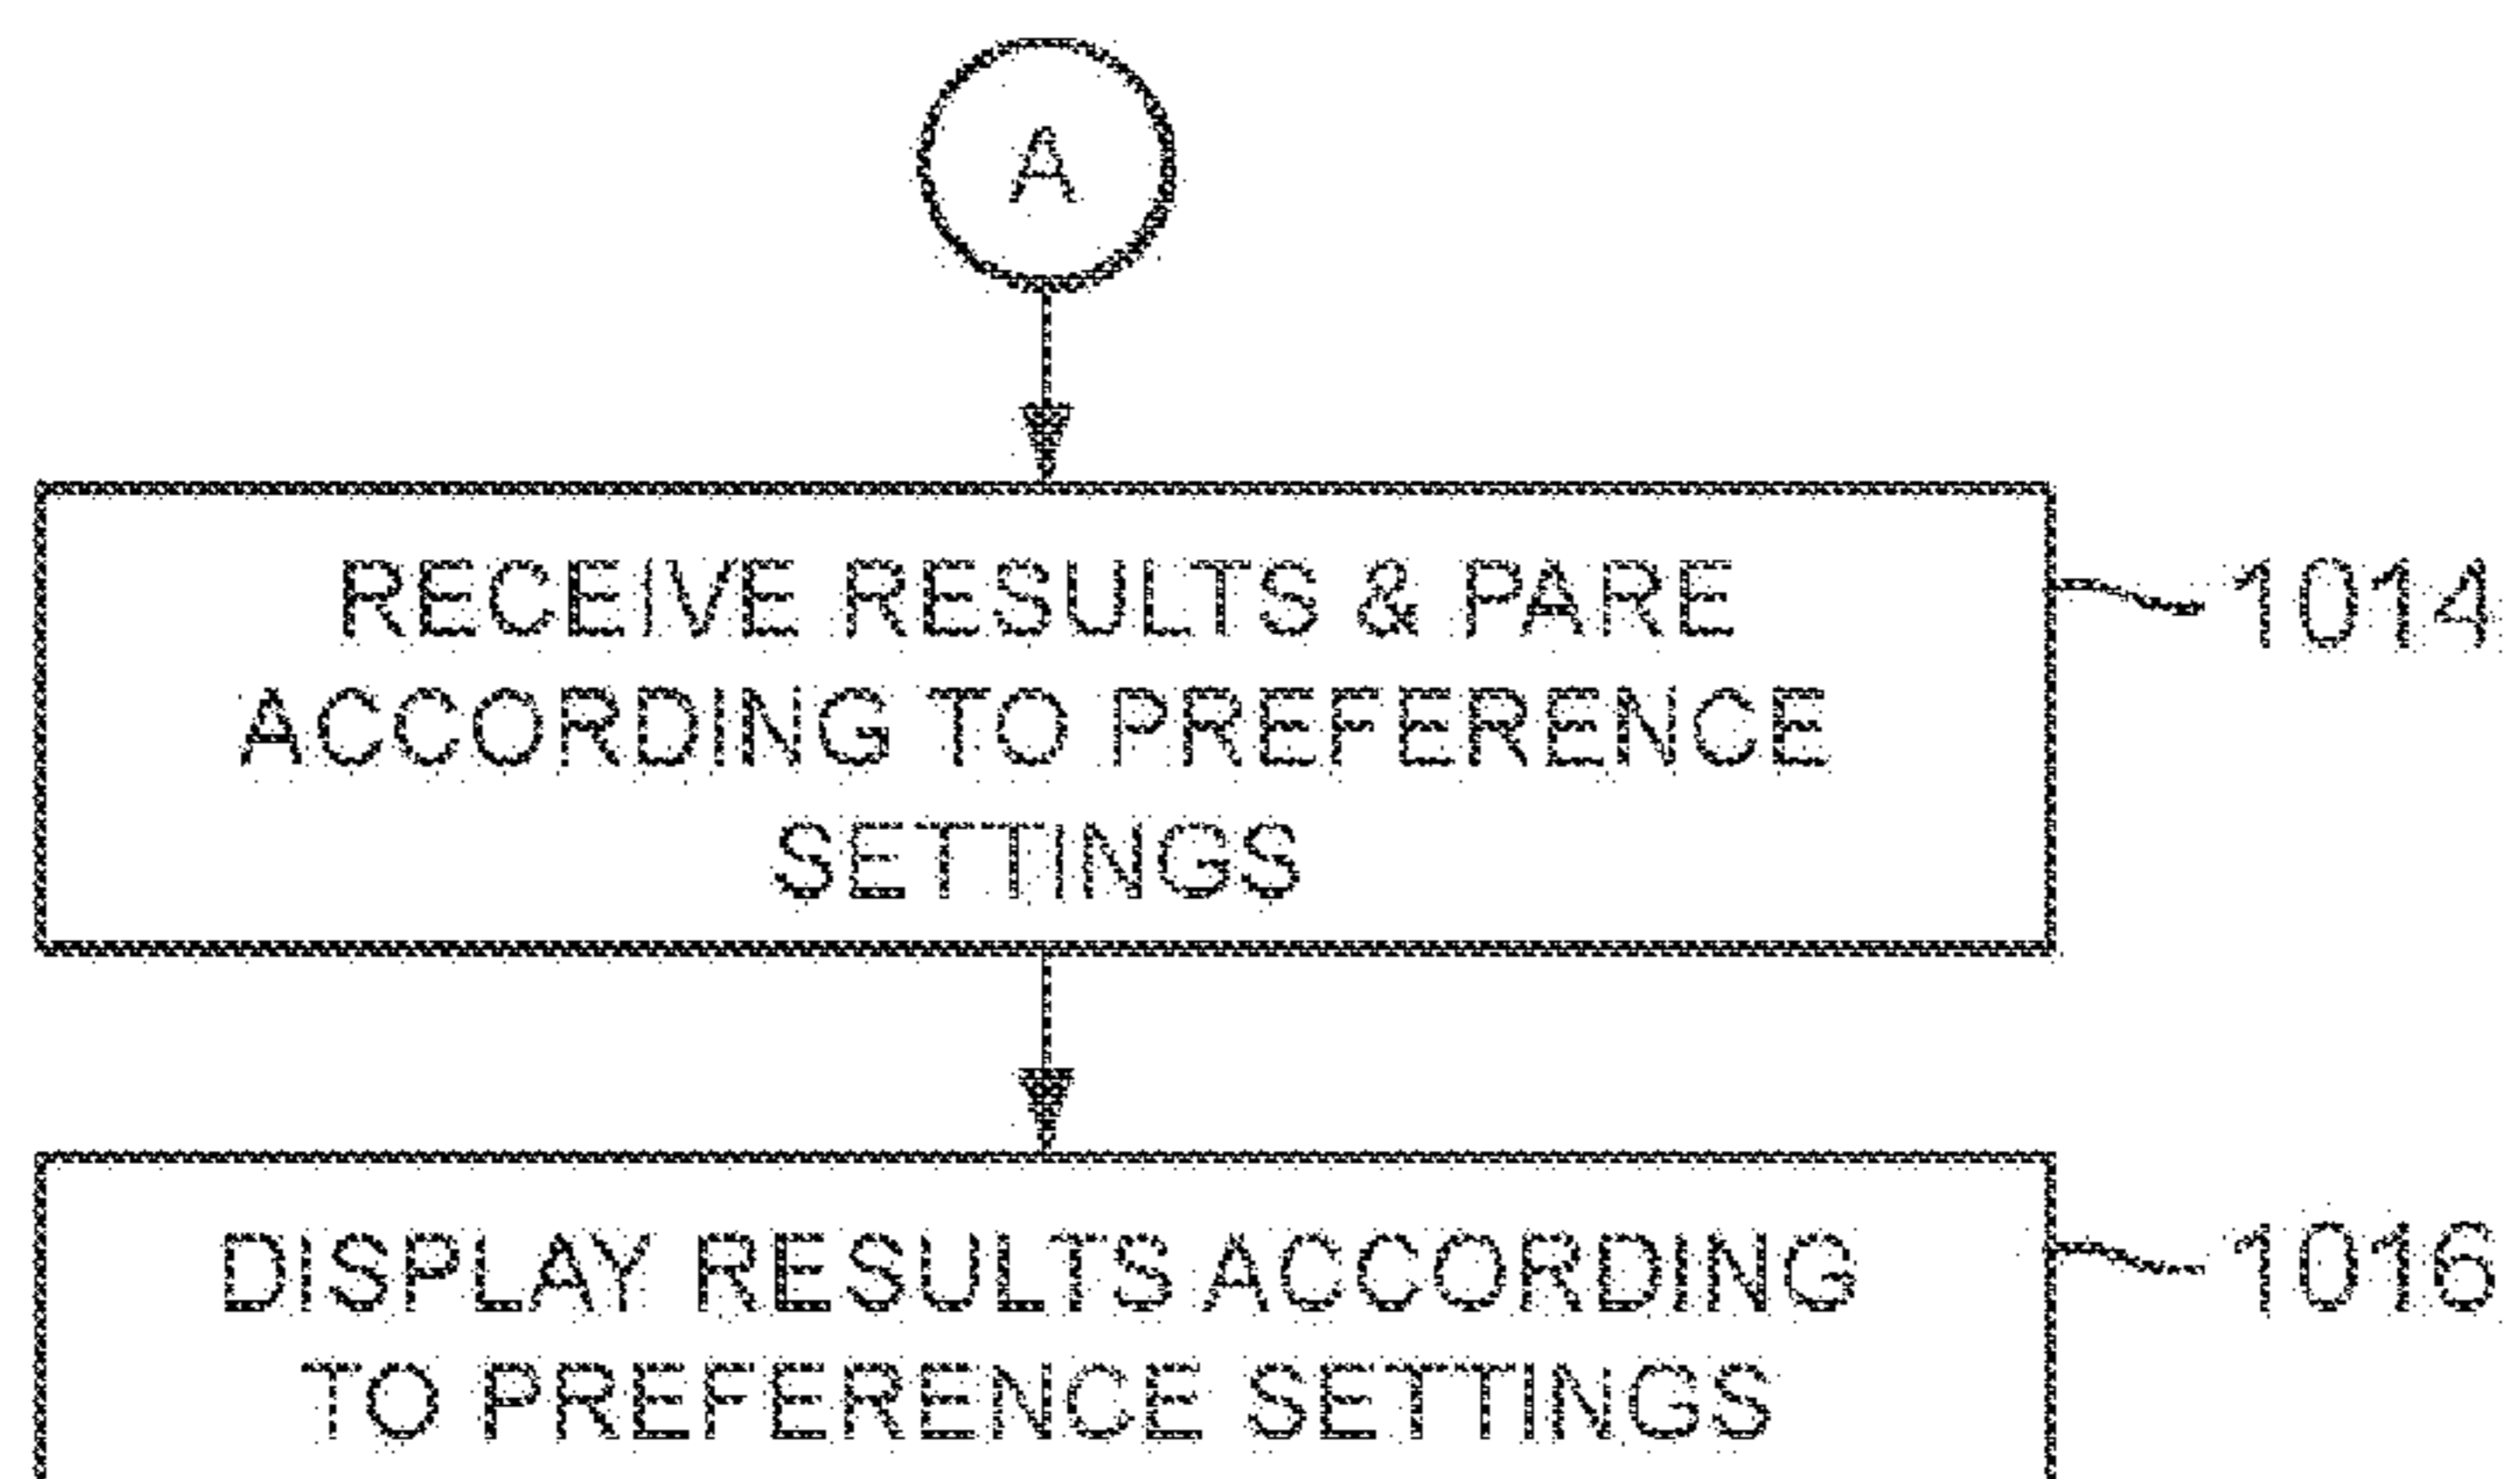 A
RECEIVE RESULTS & PARE
ACCORDING TO PREFERENCE
SETTINGS
1014
DISPLAY RESULTS ACCORDING
TO PREFERENCE SETTINGS
1016